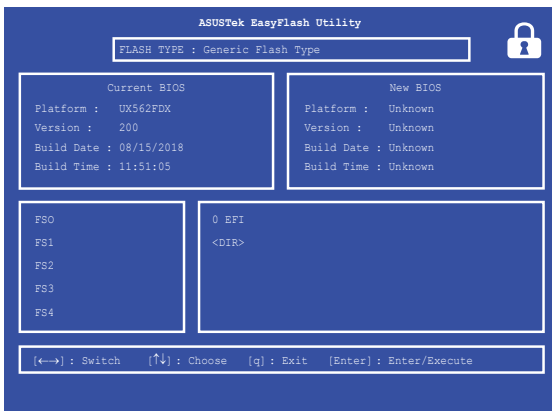 ASUSTek EasyFlash Utility
FLASH TYPE : Generic Flash Type
Current BIOS
Platform : UX562FDX
Version : 200
Build Date : 08/15/2018
Build Time : 11:51:05
New BIOS
Platform : Unknown
Version : Unknown
Build Date : Unknown
Build Time : Unknown
FSO
FS1
FS2
FS3
FS4
0 EFI
<DIR>
[←→] : Switch [↑↓] : Choose [q] : Exit [Enter] : Enter/Execute